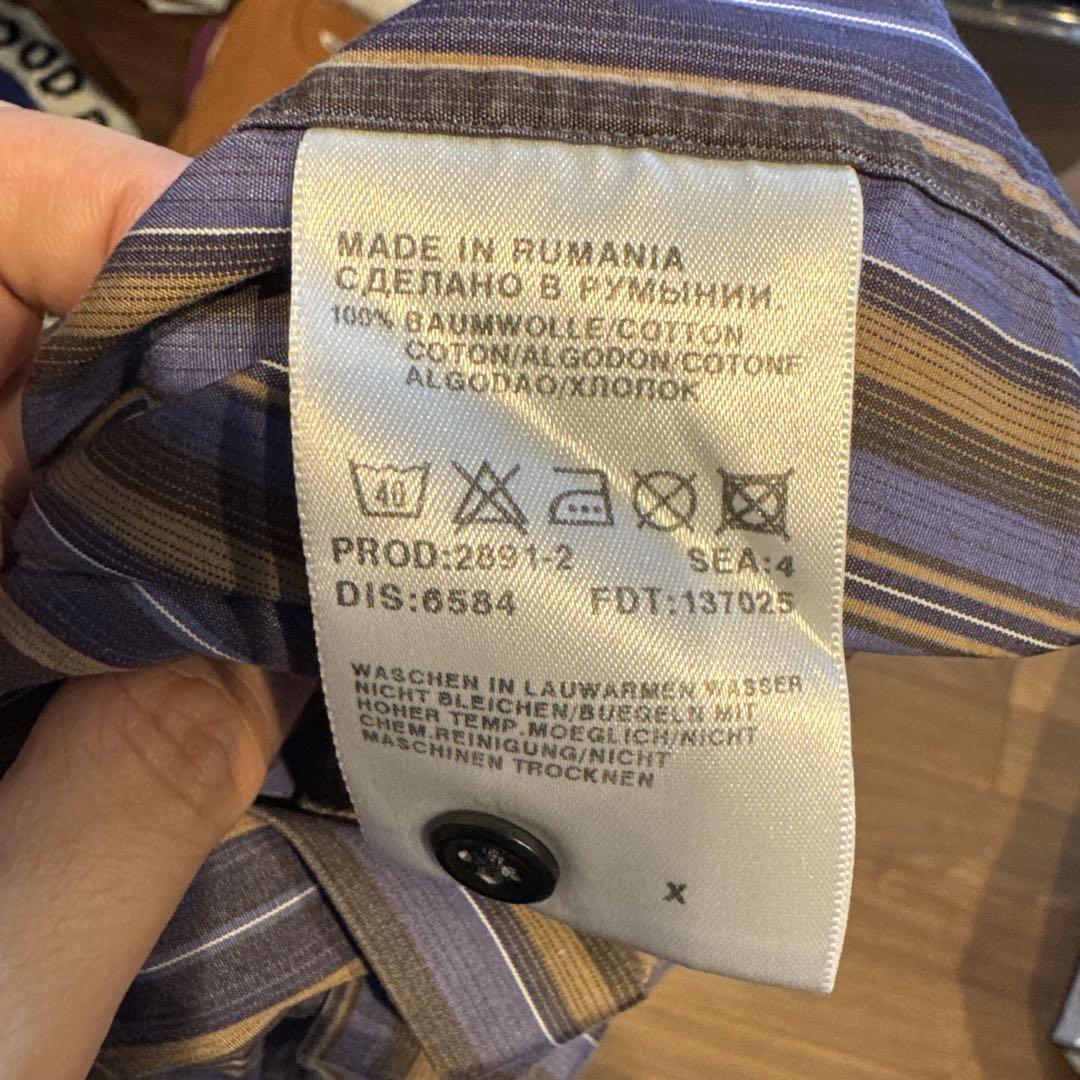 MADE IN RUMANIA
СДЕЛАНО В РУМЫНИИ.
100% BAUMWOLLE/COTTON
COTON/ALGODON/COTONE
ALGODAO/ХЛОПОК
40
PROD:2891-2 SEA:4
DIS:6584 FDT:137025
WASCHEN IN LAUWARMEN WASSER
NICHT BLEICHEN/BUEGELN MIT
HOHER TEMP.MOEGLICH/NICHT
CHEM.REINIGUNG/NICHT
MASCHINEN TROCKNEN
X